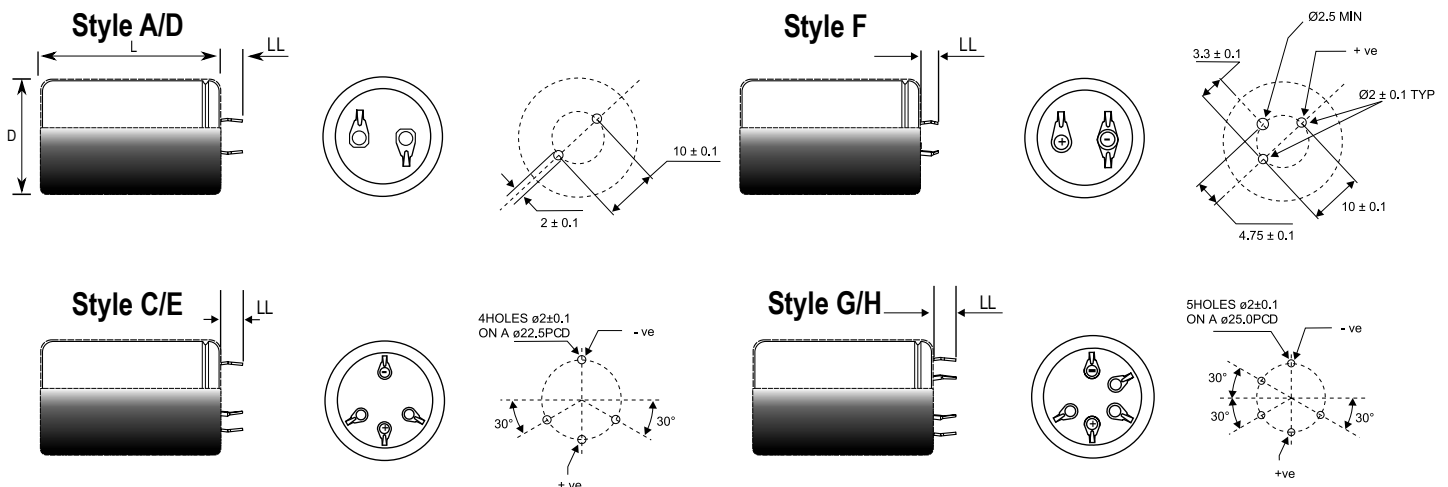 Style A/D
L
LL
D
10 ± 0.1
2 ± 0.1
Style F
LL
+
-
Ø2.5 MIN
+ ve
3.3 ± 0.1
Ø2 ± 0.1 TYP
10 ± 0.1
4.75 ± 0.1
Style C/E
LL
-
+
4HOLES ø2±0.1
ON A ø22.5PCD
- ve
30°
30°
+ ve
Style G/H
LL
-
+
5HOLES ø2±0.1
ON A ø25.0PCD
- ve
30°
30°
30°
+ve